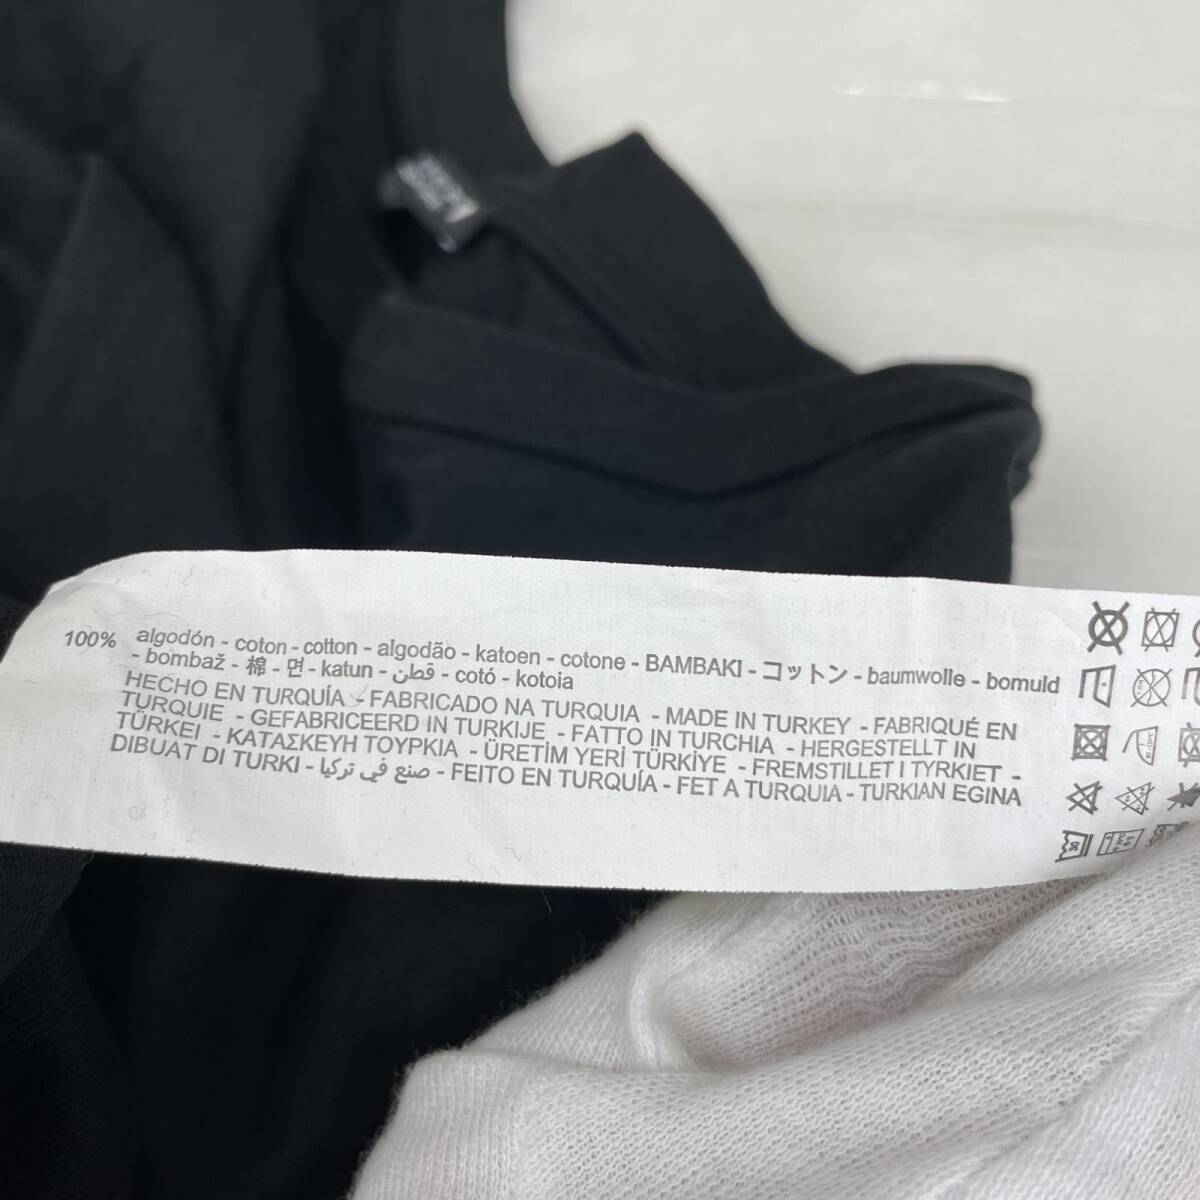 100% algodón - coton - cotton - algodão - katoen - cotone - BAMBAKI - コットン - baumwolle - bomuld
- bombaž - 棉 - 면 - katun - قطن - cotó - kotoia
HECHO EN TURQUÍA - FABRICADO NA TURQUIA - MADE IN TURKEY - FABRIQUÉ EN
TURQUIE - GEFABRICEERD IN TURKIJE - FATTO IN TURCHIA - HERGESTELLT IN
TÜRKEI - ΚΑΤΑΣΚΕΥΗ ΤΟΥΡΚΙΑ - ÜRETİM YERİ TÜRKİYE - FREMSTILLET I TYRKIET -
DIBUAT DI TURKI - صنع في تركيا - FEITO EN TURQUÍA - FET A TURQUIA - TURKIAN EGINA